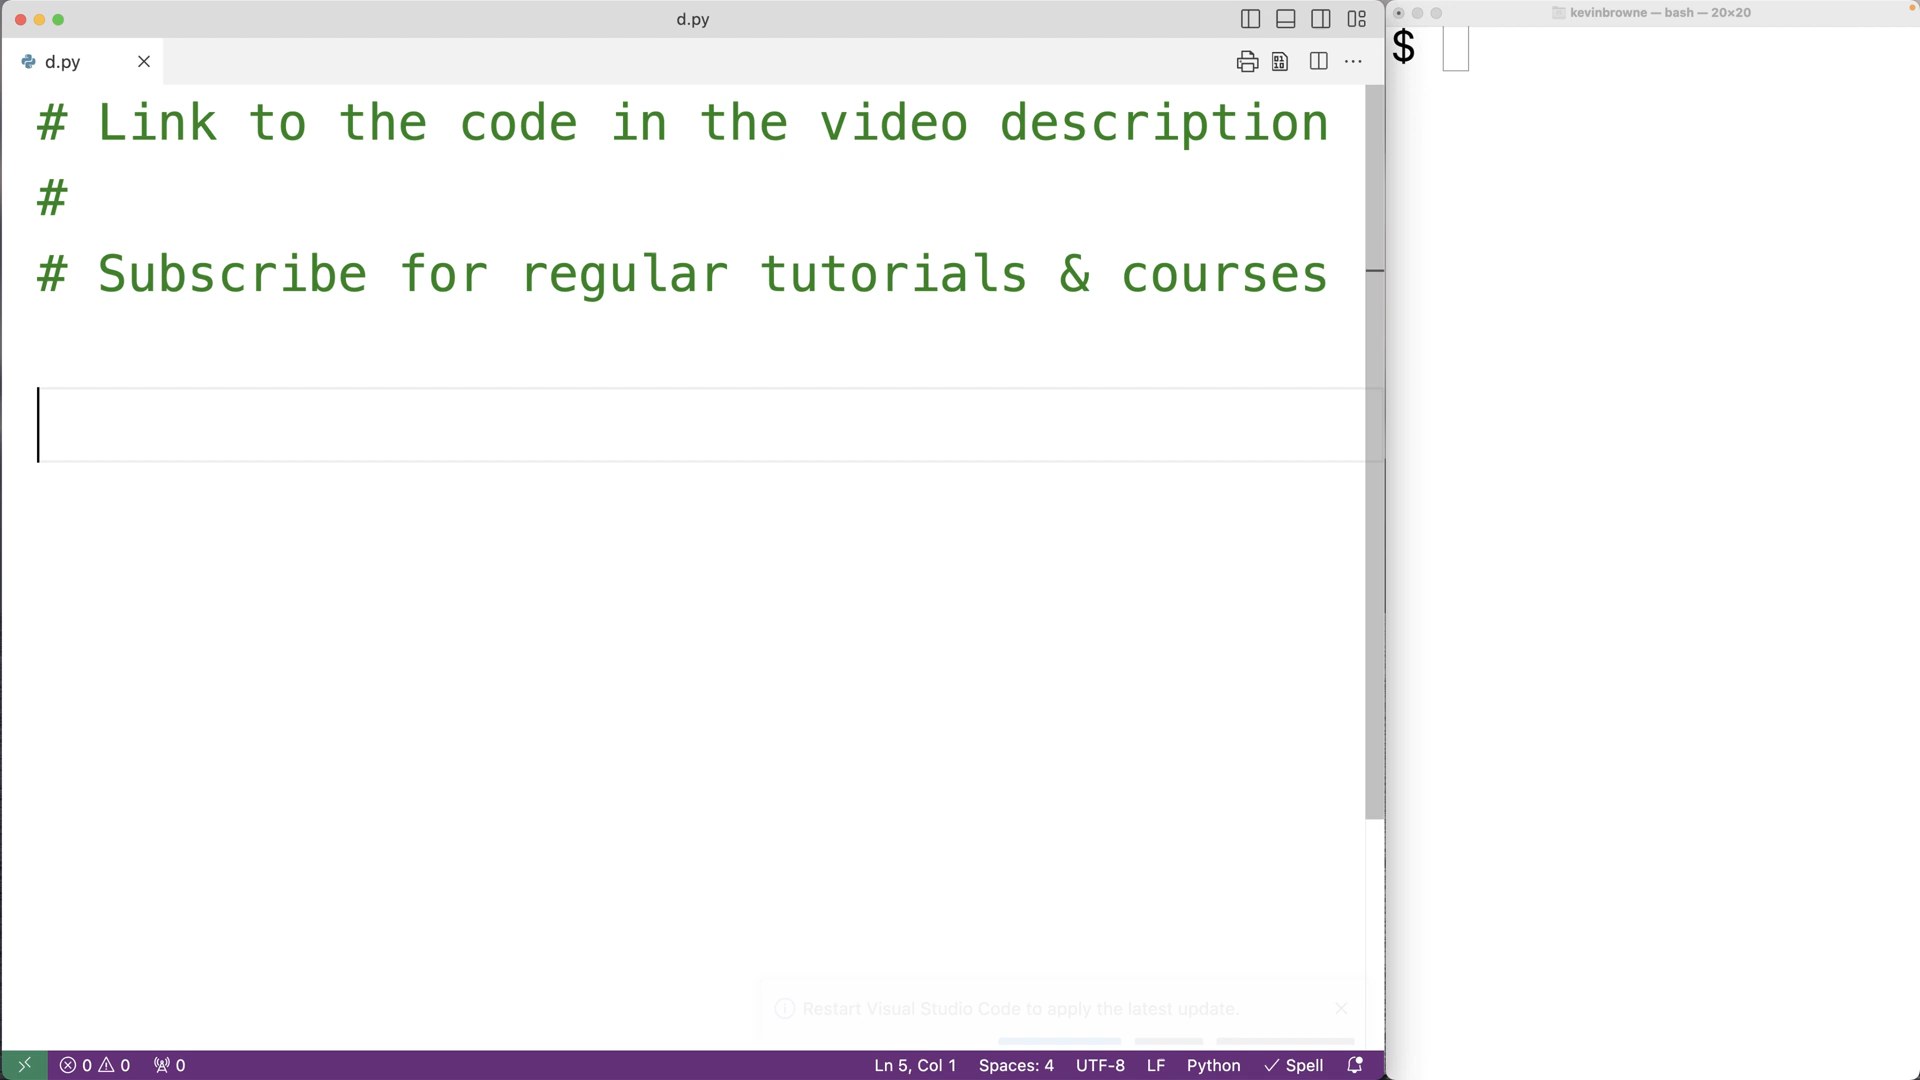 d.py
kevinbrowne — bash — 20×20
d.py
$
# Link to the code in the video description
#
# Subscribe for regular tutorials & courses
Restart Visual Studio Code to apply the latest update.
0 0 0 Ln 5, Col 1 Spaces: 4 UTF-8 LF Python Spell